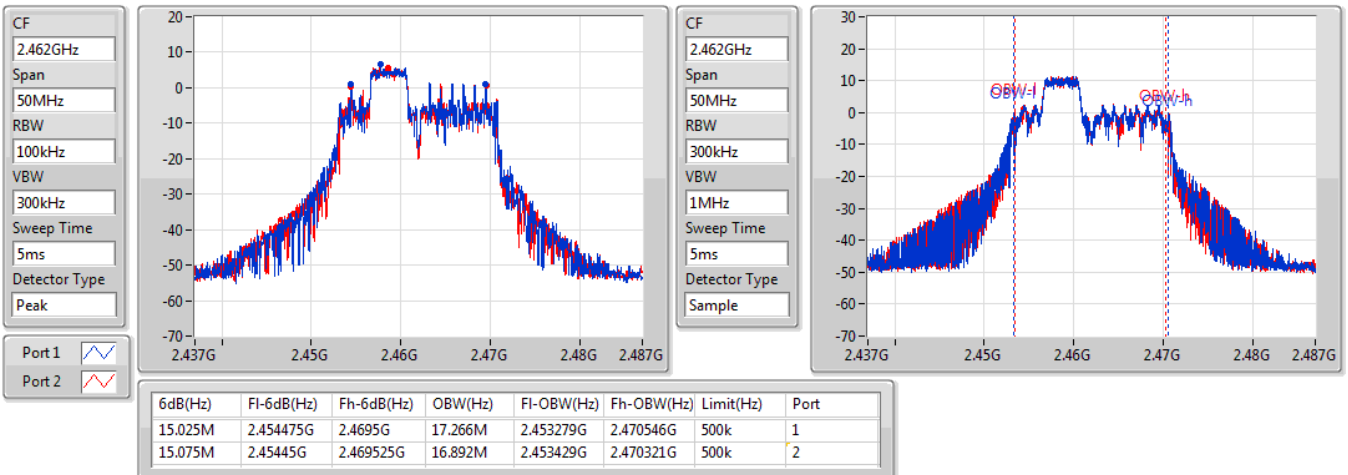 CF
2.462GHz
Span
50MHz
RBW
100kHz
VBW
300kHz
Sweep Time
5ms
Detector Type
Peak
Port 1
Port 2
20
10
0
-10
-20
-30
-40
-50
-60
-70
2.437G 2.45G 2.46G 2.47G 2.48G 2.487G
CF
2.462GHz
Span
50MHz
RBW
300kHz
VBW
1MHz
Sweep Time
5ms
Detector Type
Sample
30
20
10
0
-10
-20
-30
-40
-50
-60
-70
OBW-l
OBW-l
OBW-h
OBW-h
2.437G 2.45G 2.46G 2.47G 2.48G 2.487G
6dB(Hz) Fl-6dB(Hz) Fh-6dB(Hz) OBW(Hz) Fl-OBW(Hz) Fh-OBW(Hz) Limit(Hz) Port
15.025M 2.454475G 2.4695G 17.266M 2.453279G 2.470546G 500k 1
15.075M 2.45445G 2.469525G 16.892M 2.453429G 2.470321G 500k 2